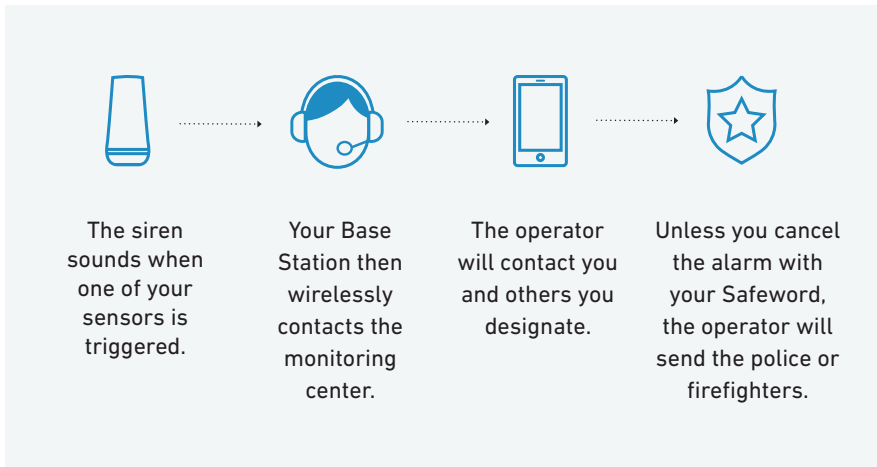 The siren
sounds when
one of your
sensors is
triggered.
Your Base
Station then
wirelessly
contacts the
monitoring
center.
The operator
will contact you
and others you
designate.
Unless you cancel
the alarm with
your Safeword,
the operator will
send the police or
firefighters.